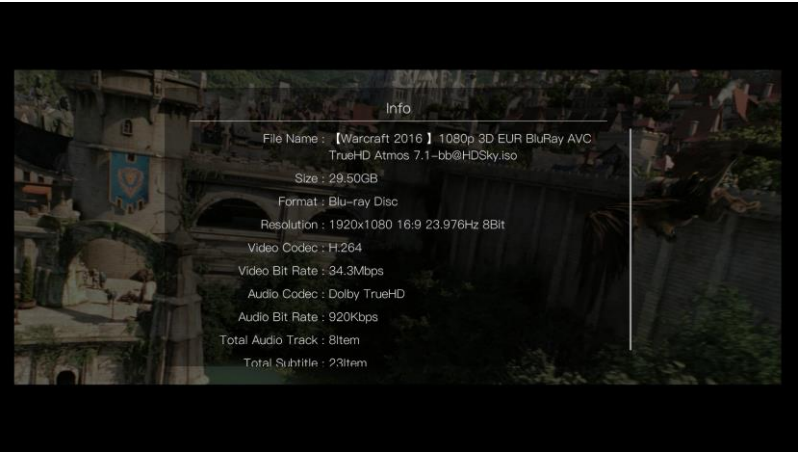 Info
File Name : 【Warcraft 2016 】1080p 3D EUR BluRay AVC
TrueHD Atmos 7.1-bb@HDSky.iso
Size : 29.50GB
Format : Blu-ray Disc
Resolution : 1920x1080 16:9 23.976Hz 8Bit
Video Codec : H.264
Video Bit Rate : 34.3Mbps
Audio Codec : Dolby TrueHD
Audio Bit Rate : 920Kbps
Total Audio Track : 8Item
Total Subtitle : 23Item